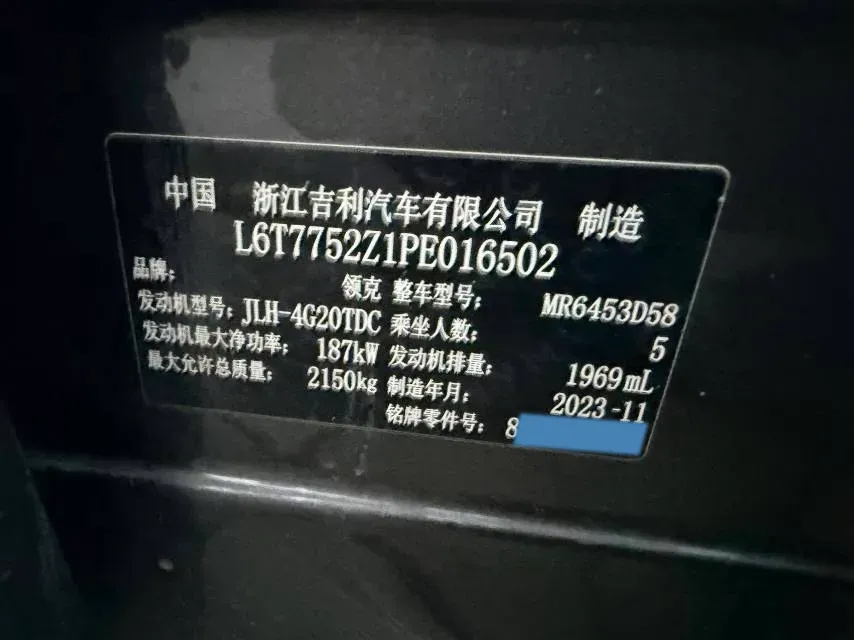 中国 浙江吉利汽车有限公司 制造
L6T7752Z1PE016502
品牌: 领克 整车型号: MR6453D58
发动机型号: JLH-4G20TDC 乘坐人数: 5
发动机最大净功率: 187kW 发动机排量: 1969mL
最大允许总质量: 2150kg 制造年月: 2023-11
铭牌零件号: 8